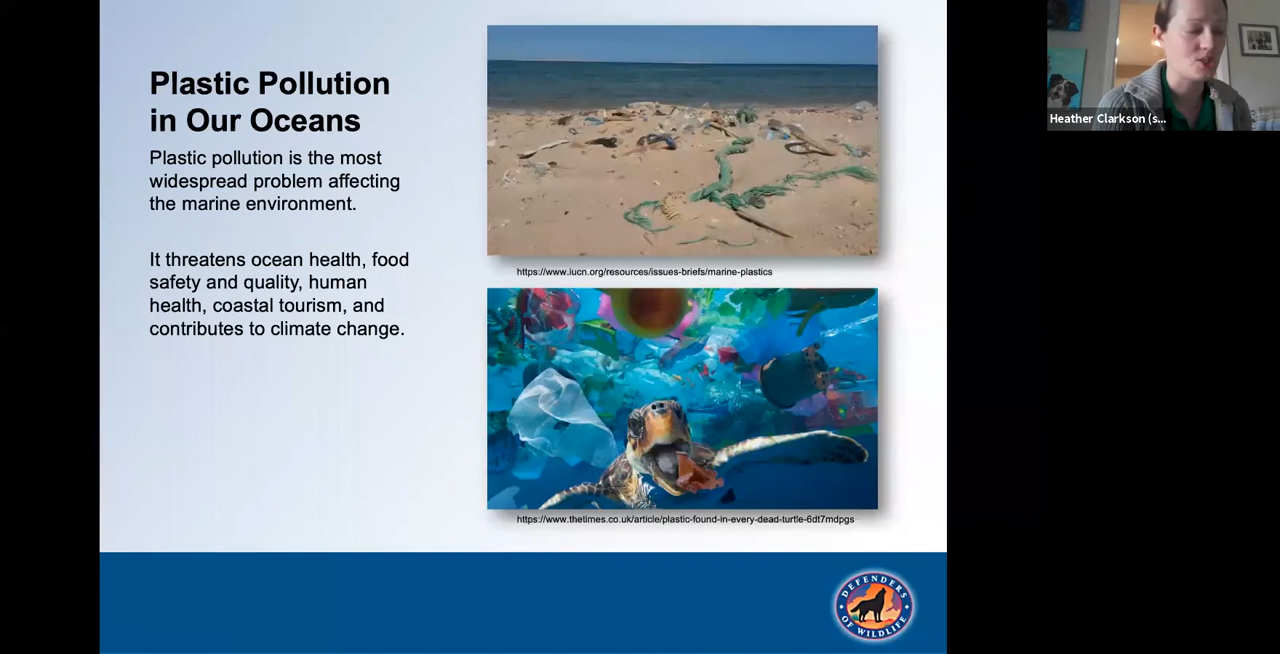 Plastic Pollution
in Our Oceans
Plastic pollution is the most
widespread problem affecting
the marine environment.
It threatens ocean health, food
safety and quality, human
health, coastal tourism, and
contributes to climate change.
https://www.iucn.org/resources/issues-briefs/marine-plastics
https://www.thetimes.co.uk/article/plastic-found-in-every-dead-turtle-6dt7mdpgs
DEFENDERS
OF WILDLIFE
Heather Clarkson (s...